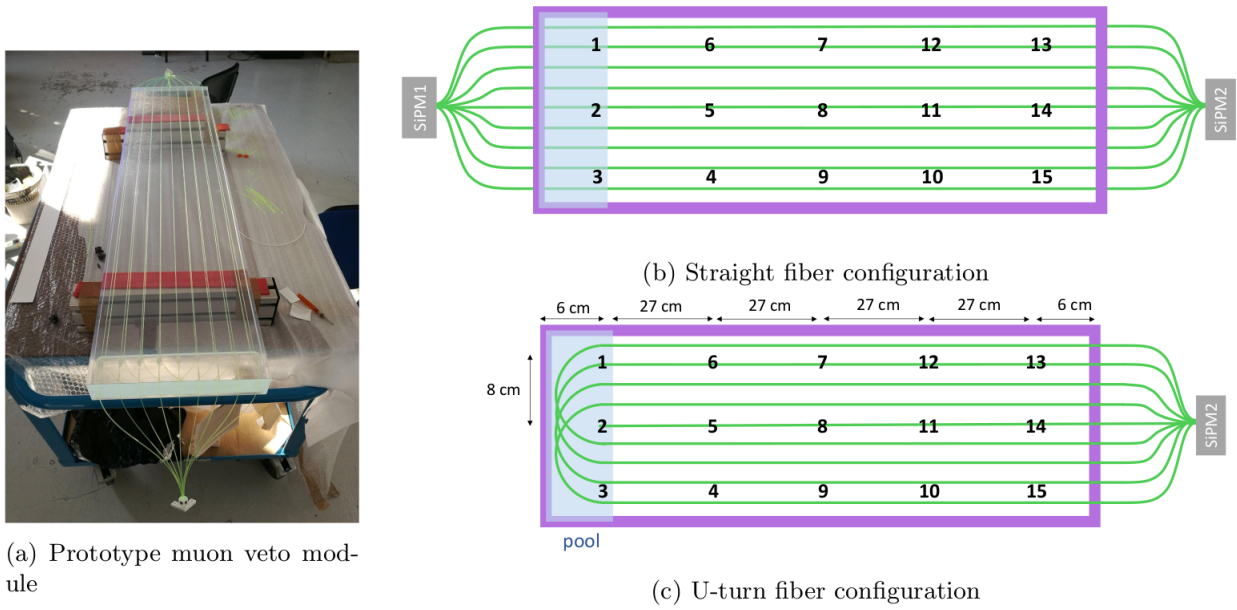 SiPM1
1 6 7 12 13
2 5 8 11 14
3 4 9 10 15
SiPM2
(b) Straight fiber configuration
6 cm 27 cm 27 cm 27 cm 27 cm 6 cm
8 cm
1 6 7 12 13
2 5 8 11 14
3 4 9 10 15
SiPM2
pool
(c) U-turn fiber configuration
(a) Prototype muon veto mod-
ule